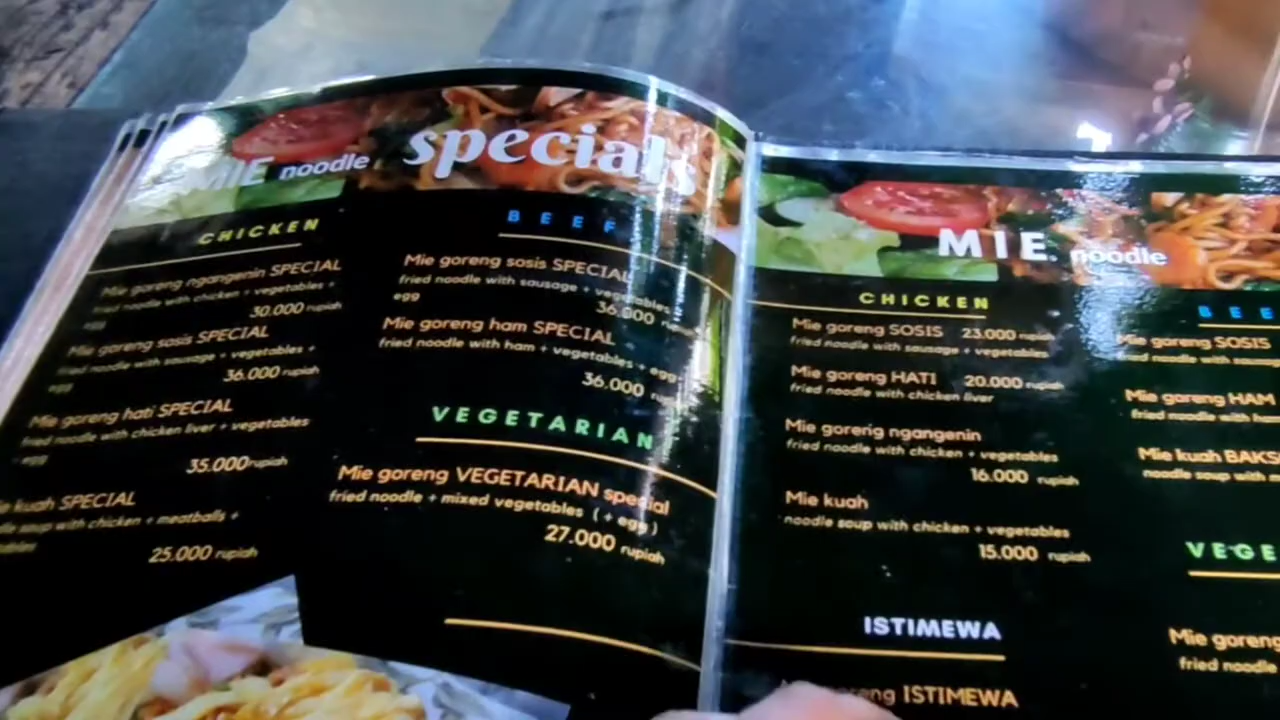 MIE noodle specials
CHICKEN
Mie goreng ngangenin SPECIAL
fried noodle with chicken + vegetables +
egg
30.000 rupiah
Mie goreng sosis SPECIAL
fried noodle with sausage + vegetables +
egg
36.000 rupiah
Mie goreng hati SPECIAL
fried noodle with chicken liver + vegetables
+ egg
35.000 rupiah
kuah SPECIAL
soup with chicken + meatballs +
25.000 rupiah
BEEF
Mie goreng sosis SPECIAL
fried noodle with sausage + vegetables +
egg
36.000
Mie goreng ham SPECIAL
fried noodle with ham + vegetables + egg
36.000
VEGETARIAN
Mie goreng VEGETARIAN special
fried noodle + mixed vegetables (+ egg)
27.000 rupiah
MIE. noodle
CHICKEN
Mie goreng SOSIS 23.000 rupiah
fried noodle with sausage + vegetables
Mie goreng HATI 20.000 rupiah
fried noodle with chicken liver
Mie gorerig ngangenin
fried noodle with chicken + vegetables
16.000 rupiah
Mie kuah
noodle soup with chicken + vegetables
15.000 rupiah
ISTIMEWA
ISTIMEWA
BEE
Mie goreng SOSIS
fried noodle with
Mie goreng HAM
fried noodle with
Mie kuah BAKS
noodle soup with
VEGE
Mie goreng
fried noodle